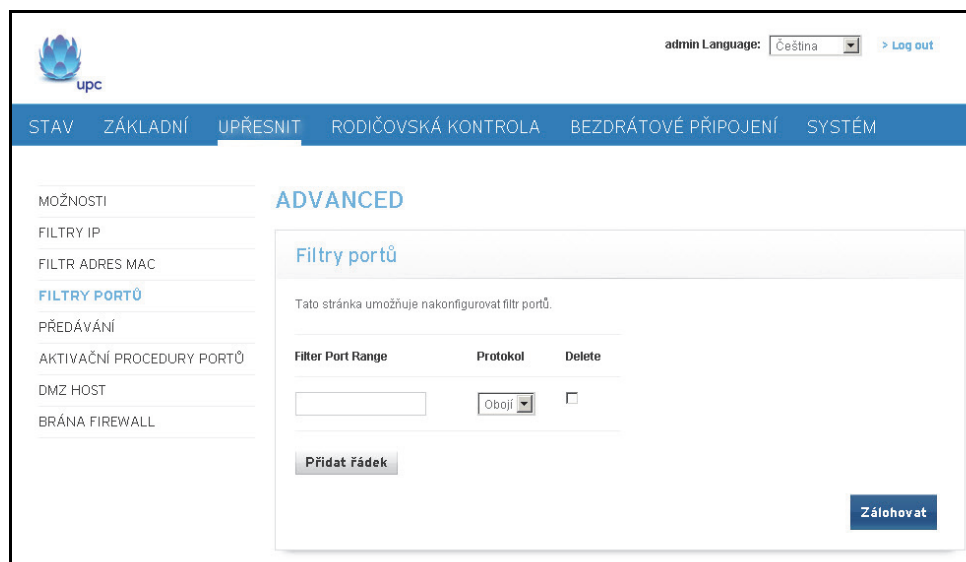 admin Language: Čeština > Log out
upc
STAV ZÁKLADNÍ UPŘESNIT RODIČOVSKÁ KONTROLA BEZDRÁTOVÉ PŘIPOJENÍ SYSTÉM
MOŽNOSTI
FILTRY IP
FILTR ADRES MAC
FILTRY PORTŮ
PŘEDÁVÁNÍ
AKTIVAČNÍ PROCEDURY PORTŮ
DMZ HOST
BRÁNA FIREWALL
ADVANCED
Filtry portů
Tato stránka umožňuje nakonfigurovat filtr portů.
Filter Port Range Protokol Delete
Obojí
Přidat řádek
Zálohovat